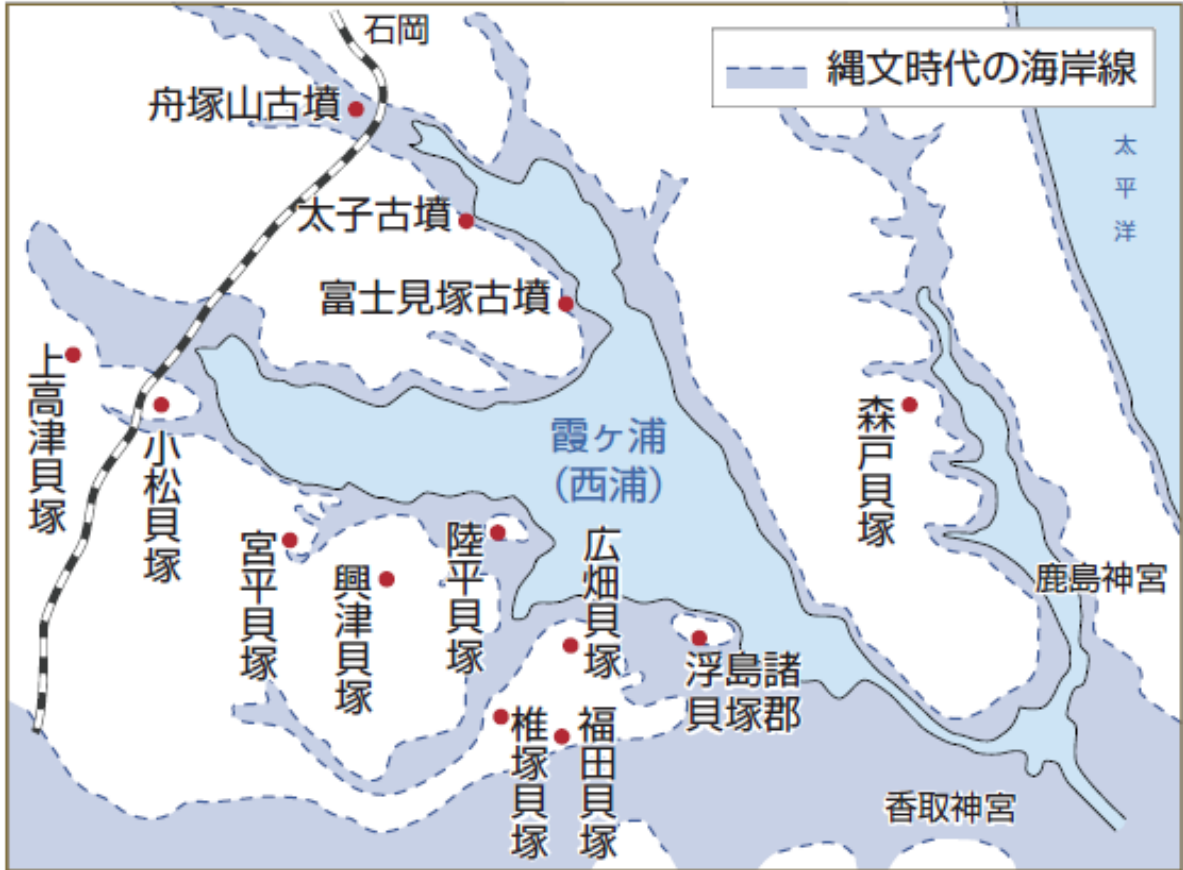 石岡
縄文時代の海岸線
舟塚山古墳
太平洋
太子古墳
富士見塚古墳
上高津貝塚
小松貝塚
霞ヶ浦
(西浦)
森戸貝塚
宮平貝塚
興津貝塚
陸平貝塚
広畑貝塚
鹿島神宮
浮島諸
貝塚郡
椎塚貝塚
福田貝塚
香取神宮